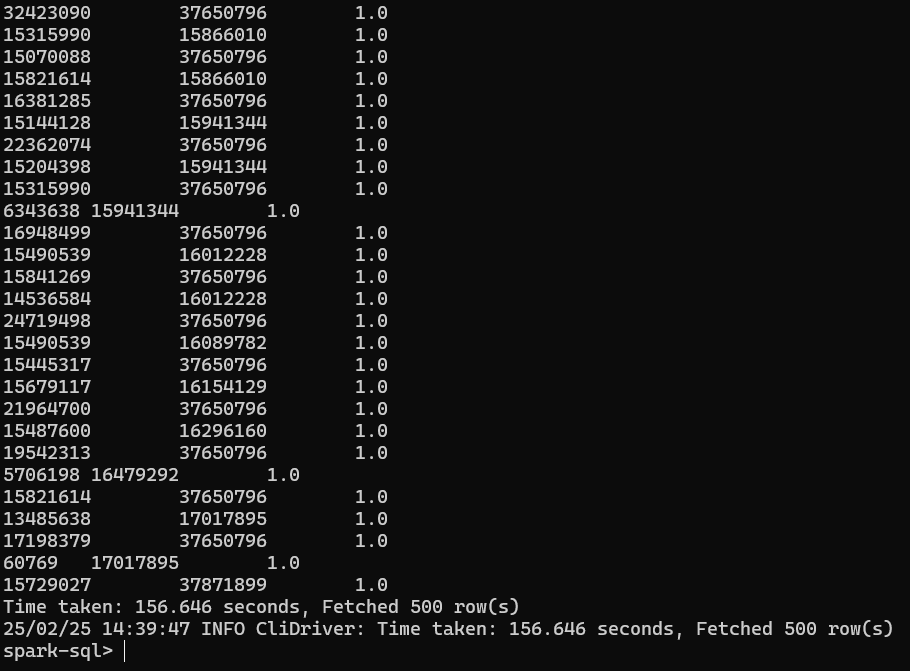 32423090        37650796        1.0
15315990        15866010        1.0
15070088        37650796        1.0
15821614        15866010        1.0
16381285        37650796        1.0
15144128        15941344        1.0
22362074        37650796        1.0
15204398        15941344        1.0
15315990        37650796        1.0
6343638 15941344        1.0
16948499        37650796        1.0
15490539        16012228        1.0
15841269        37650796        1.0
14536584        16012228        1.0
24719498        37650796        1.0
15490539        16089782        1.0
15445317        37650796        1.0
15679117        16154129        1.0
21964700        37650796        1.0
15487600        16296160        1.0
19542313        37650796        1.0
5706198 16479292        1.0
15821614        37650796        1.0
13485638        17017895        1.0
17198379        37650796        1.0
60769   17017895        1.0
15729027        37871899        1.0
Time taken: 156.646 seconds, Fetched 500 row(s)
25/02/25 14:39:47 INFO CliDriver: Time taken: 156.646 seconds, Fetched 500 row(s)
spark-sql>